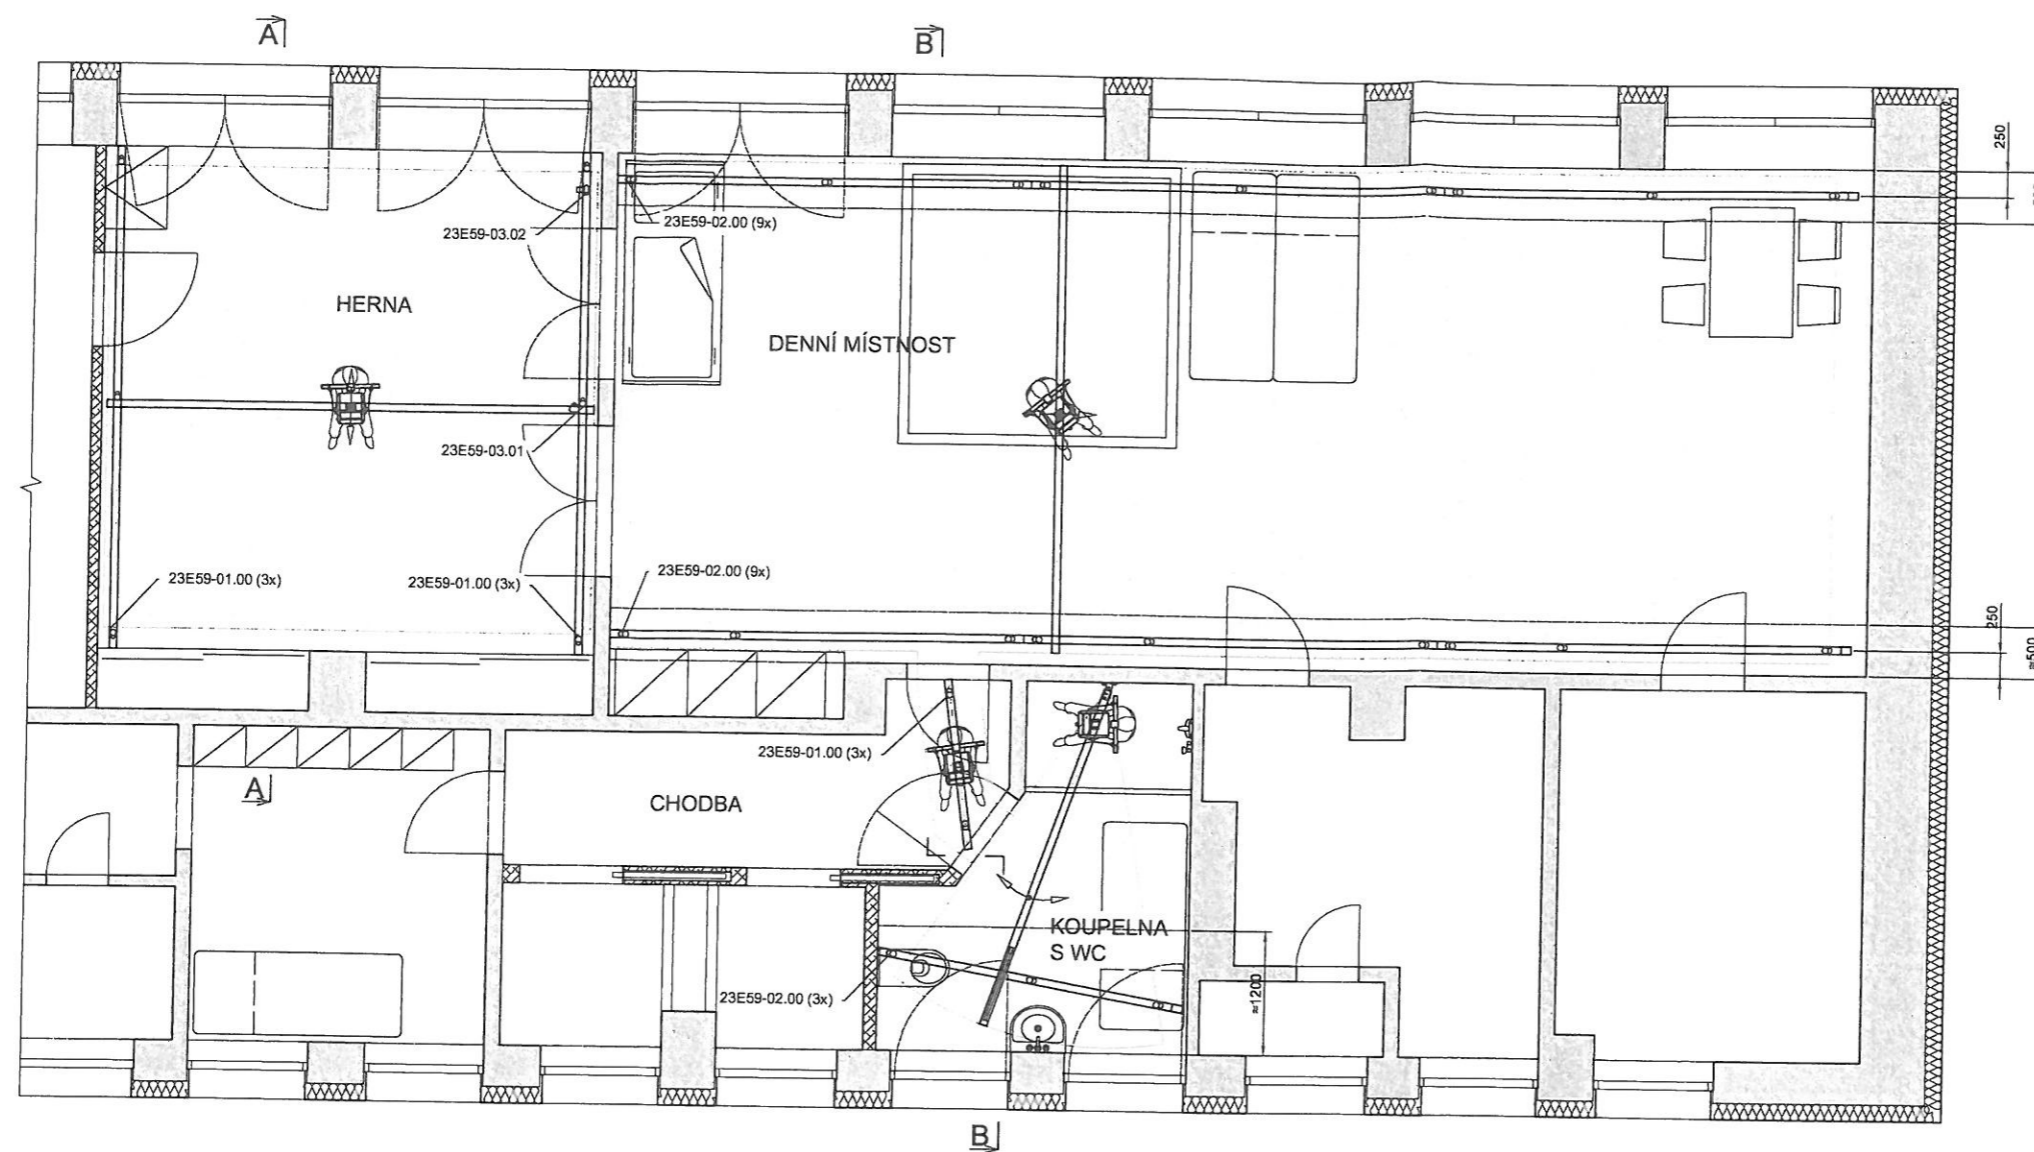 A
B
250
23E59-02.00 (9x)
23E59-03.02
HERNA
DENNÍ MÍSTNOST
23E59-03.01
23E59-01.00 (3x)
23E59-01.00 (3x)
23E59-02.00 (9x)
250
≈500
23E59-01.00 (3x)
A
CHODBA
KOUPELNA
S WC
23E59-02.00 (3x)
≈1200
B